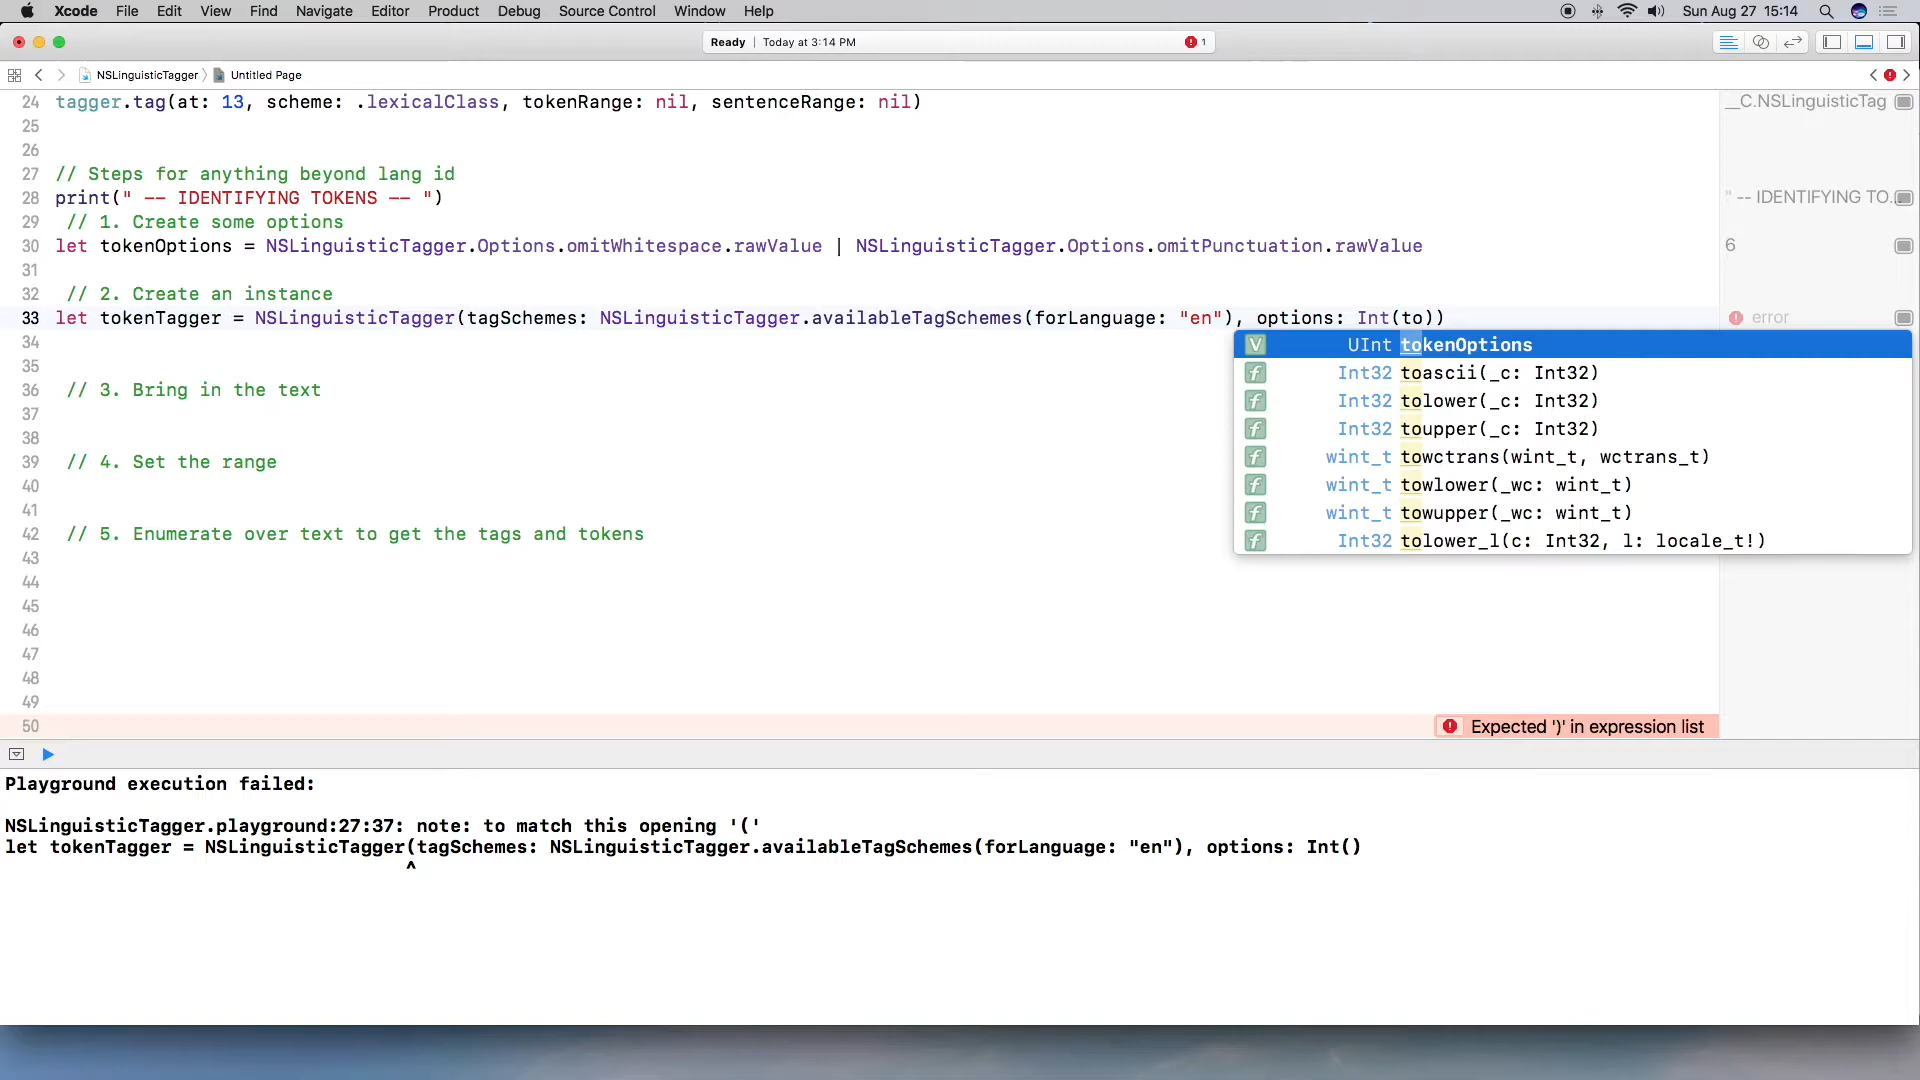 Xcode File Edit View Find Navigate Editor Product Debug Source Control Window Help Sun Aug 27 15:14
Ready Today at 3:14 PM 1
NSLinguisticTagger Untitled Page
24 tagger.tag(at: 13, scheme: .lexicalClass, tokenRange: nil, sentenceRange: nil) __C.NSLinguisticTag
25
26
27 // Steps for anything beyond lang id
28 print(" -- IDENTIFYING TOKENS -- ") " -- IDENTIFYING TO...
29 // 1. Create some options
30 let tokenOptions = NSLinguisticTagger.Options.omitWhitespace.rawValue | NSLinguisticTagger.Options.omitPunctuation.rawValue 6
31
32 // 2. Create an instance
33 let tokenTagger = NSLinguisticTagger(tagSchemes: NSLinguisticTagger.availableTagSchemes(forLanguage: "en"), options: Int(to)) error
34 V UInt tokenOptions
35 f Int32 toascii(_c: Int32)
36 // 3. Bring in the text f Int32 tolower(_c: Int32)
37 f Int32 toupper(_c: Int32)
38 f wint_t towctrans(wint_t, wctrans_t)
39 // 4. Set the range
40 f wint_t towlower(_wc: wint_t)
41 f wint_t towupper(_wc: wint_t)
42 // 5. Enumerate over text to get the tags and tokens f Int32 tolower_l(c: Int32, l: locale_t!)
43
44
45
46
47
48
49
50 Expected ')' in expression list
Playground execution failed:
NSLinguisticTagger.playground:27:37: note: to match this opening '('
let tokenTagger = NSLinguisticTagger(tagSchemes: NSLinguisticTagger.availableTagSchemes(forLanguage: "en"), options: Int()
^